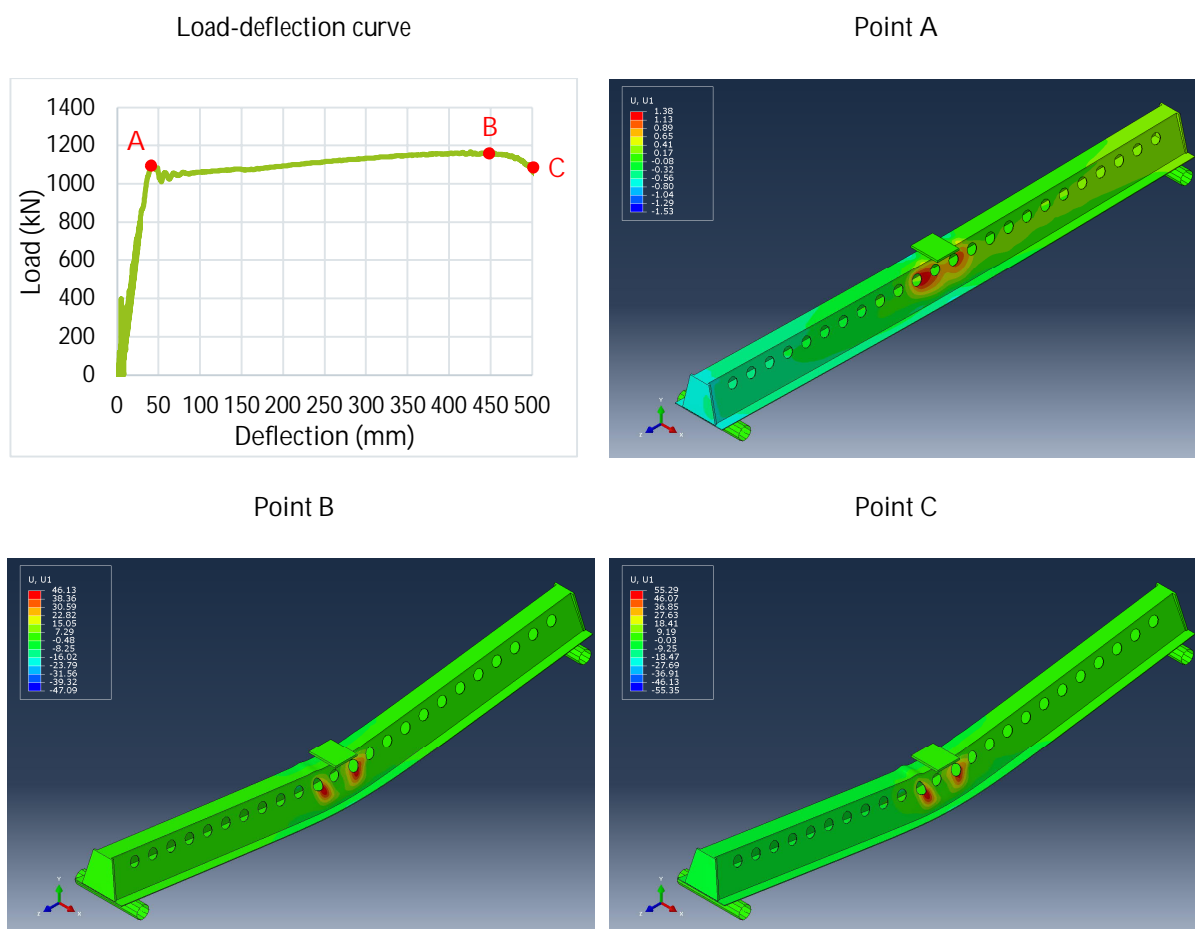 Load-deflection curve
Point A
1400
1200
1000
800
600
400
200
0
0 50 100 150 200 250 300 350 400 450 500
Load (kN)
Deflection (mm)
A
B
C
U, U1
1.38
1.13
0.89
0.65
0.41
0.17
-0.08
-0.32
-0.56
-0.80
-1.04
-1.29
-1.53
Y
Z
X
Point B
Point C
U, U1
46.13
38.36
30.59
22.82
15.05
7.29
-0.48
-8.25
-16.02
-23.79
-31.56
-39.32
-47.09
Y
Z
X
U, U1
55.29
46.07
36.85
27.63
18.41
9.19
-0.03
-9.25
-18.47
-27.69
-36.91
-46.13
-55.35
Y
Z
X